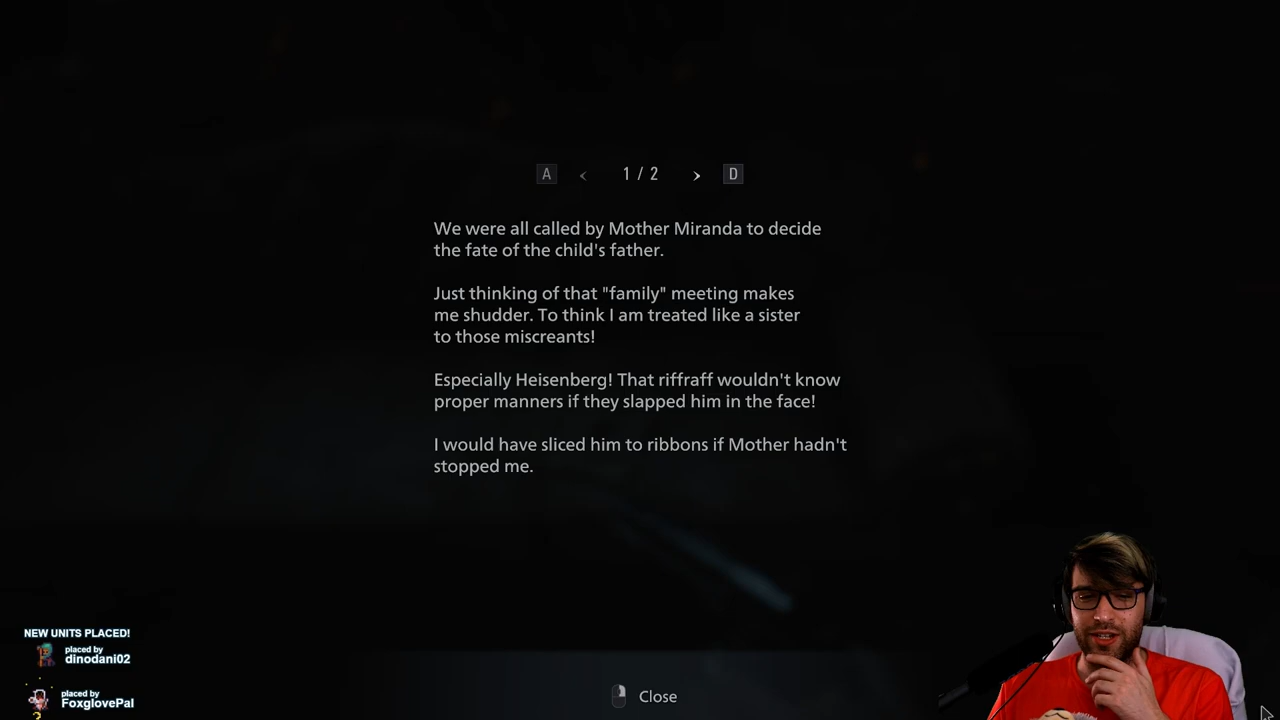 A < 1 / 2 > D
We were all called by Mother Miranda to decide
the fate of the child's father.
Just thinking of that "family" meeting makes
me shudder. To think I am treated like a sister
to those miscreants!
Especially Heisenberg! That riffraff wouldn't know
proper manners if they slapped him in the face!
I would have sliced him to ribbons if Mother hadn't
stopped me.
NEW UNITS PLACED!
placed by
dinodani02
placed by
FoxglovePal
?
Close